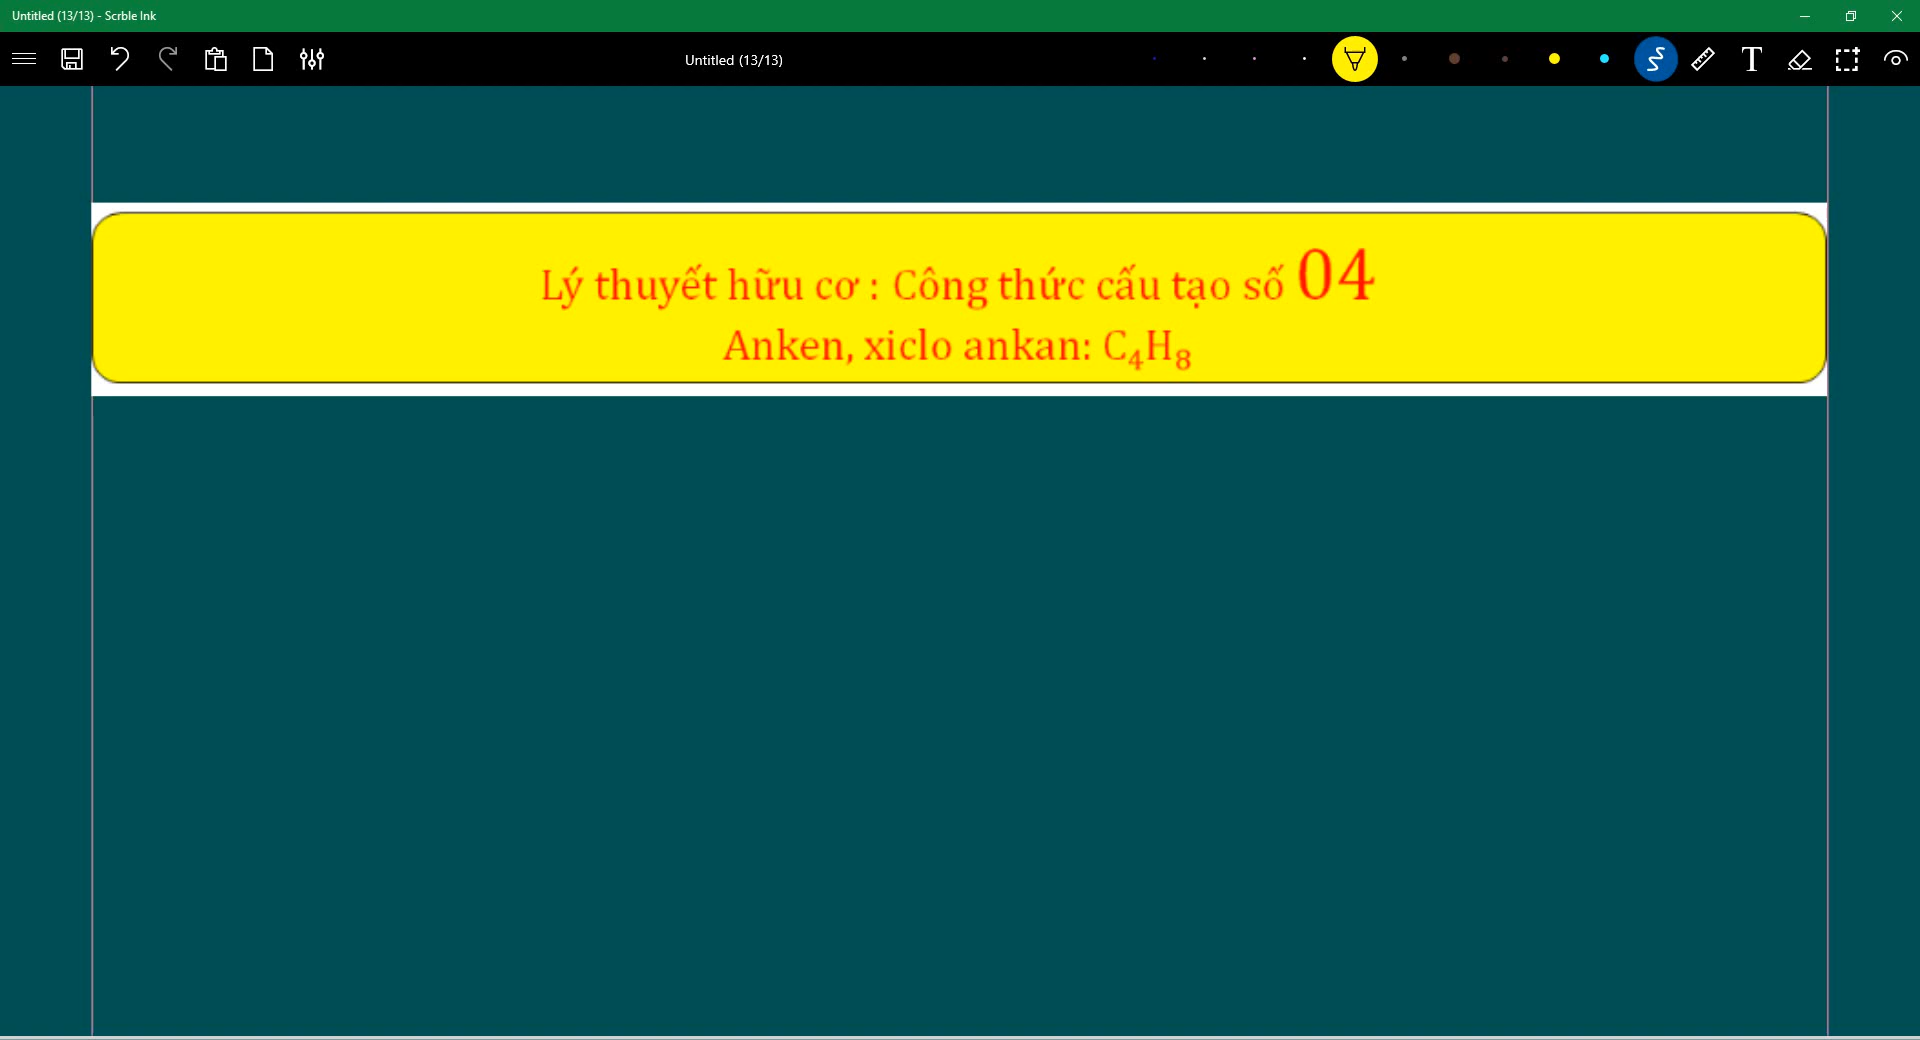 Untitled (13/13) - Scrble Ink
Untitled (13/13)
T
Lý thuyết hữu cơ : Công thức cấu tạo số 04
Anken, xiclo ankan: C₄H₈